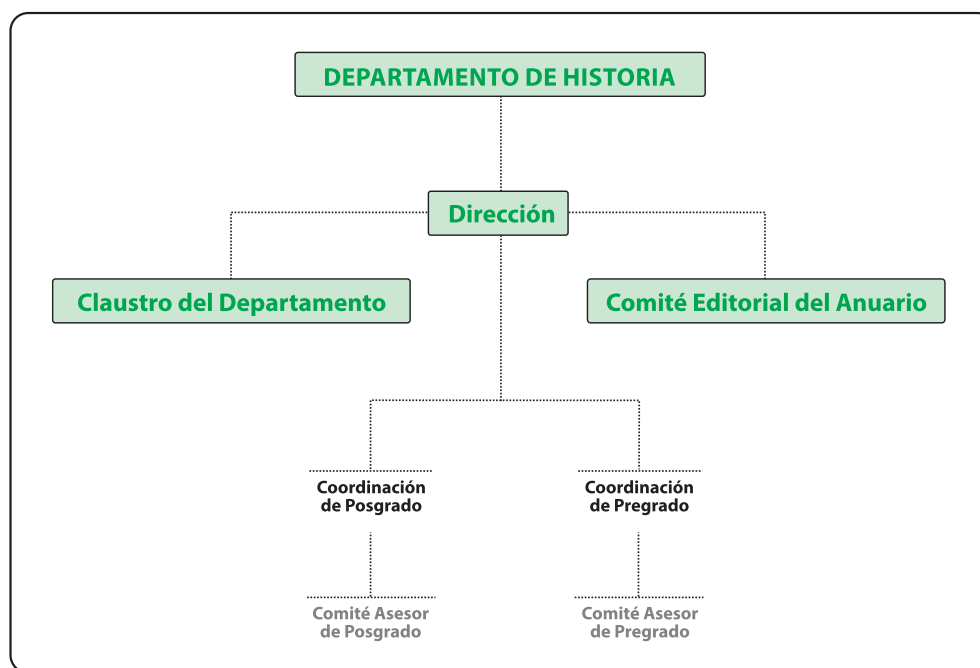 DEPARTAMENTO DE HISTORIA
Dirección
Claustro del Departamento
Comité Editorial del Anuario
Coordinación
de Posgrado
Coordinación
de Pregrado
Comité Asesor
de Posgrado
Comité Asesor
de Pregrado